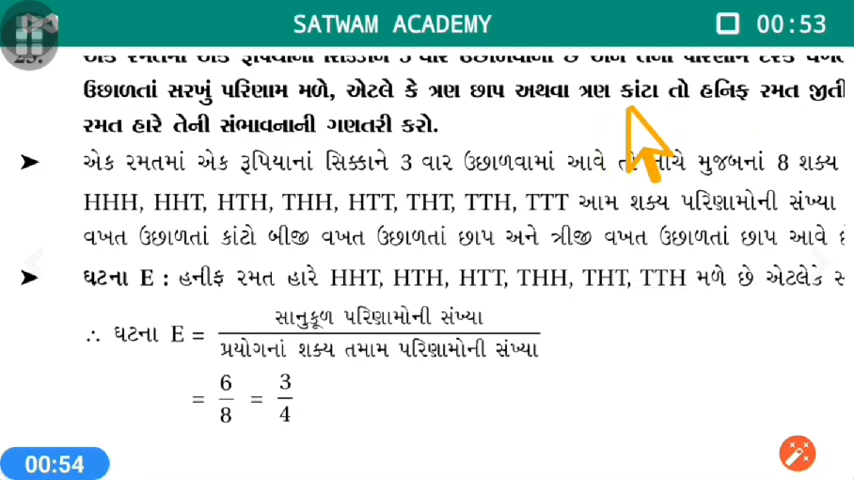 SATWAM ACADEMY
00:53
ઉછાળતાં સરખું પરિણામ મળે, એટલે કે ત્રણ છાપ અથવા ત્રણ કાંટા તો હનિફ રમત જીતી
રમત હારે તેની સંભાવનાની ગણતરી કરો.
➤ એક રમતમાં એક રૂપિયાનાં સિક્કાને 3 વાર ઉછાળવામાં આવે તો મુજબનાં 8 શક્ય
HHH, HHT, HTH, THH, HTT, THT, TTH, TTT આમ શક્ય પરિણામોની સંખ્યા
વખત ઉછાળતાં કાંટો બીજી વખત ઉછાળતાં છાપ અને ત્રીજી વખત ઉછાળતાં છાપ આવે
➤ ઘટના E : હનીફ રમત હારે HHT, HTH, HTT, THH, THT, TTH મળે છે એટલેકે
∴ ઘટના E = સાનુકૂળ પરિણામોની સંખ્યા
પ્રયોગનાં શક્ય તમામ પરિણામોની સંખ્યા
= 6/8 = 3/4
00:54